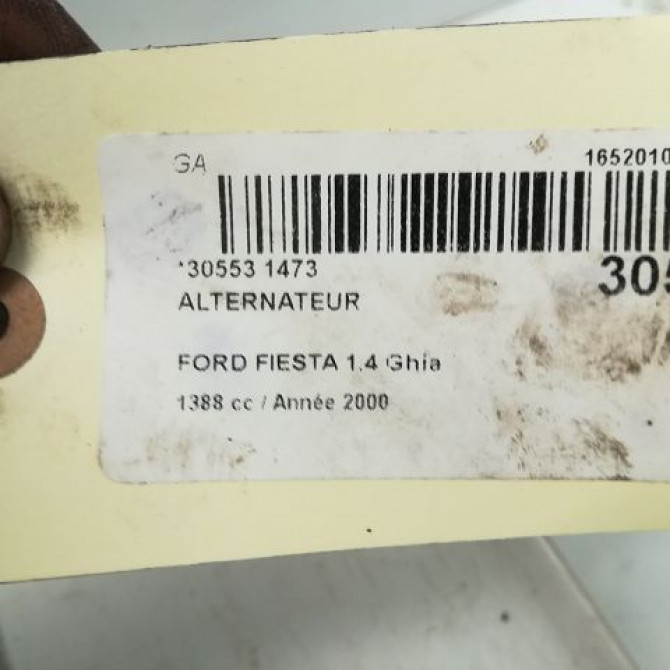 GA
1652010
*30553 1473
305
ALTERNATEUR
FORD FIESTA 1.4 Ghia
1388 cc / Année 2000